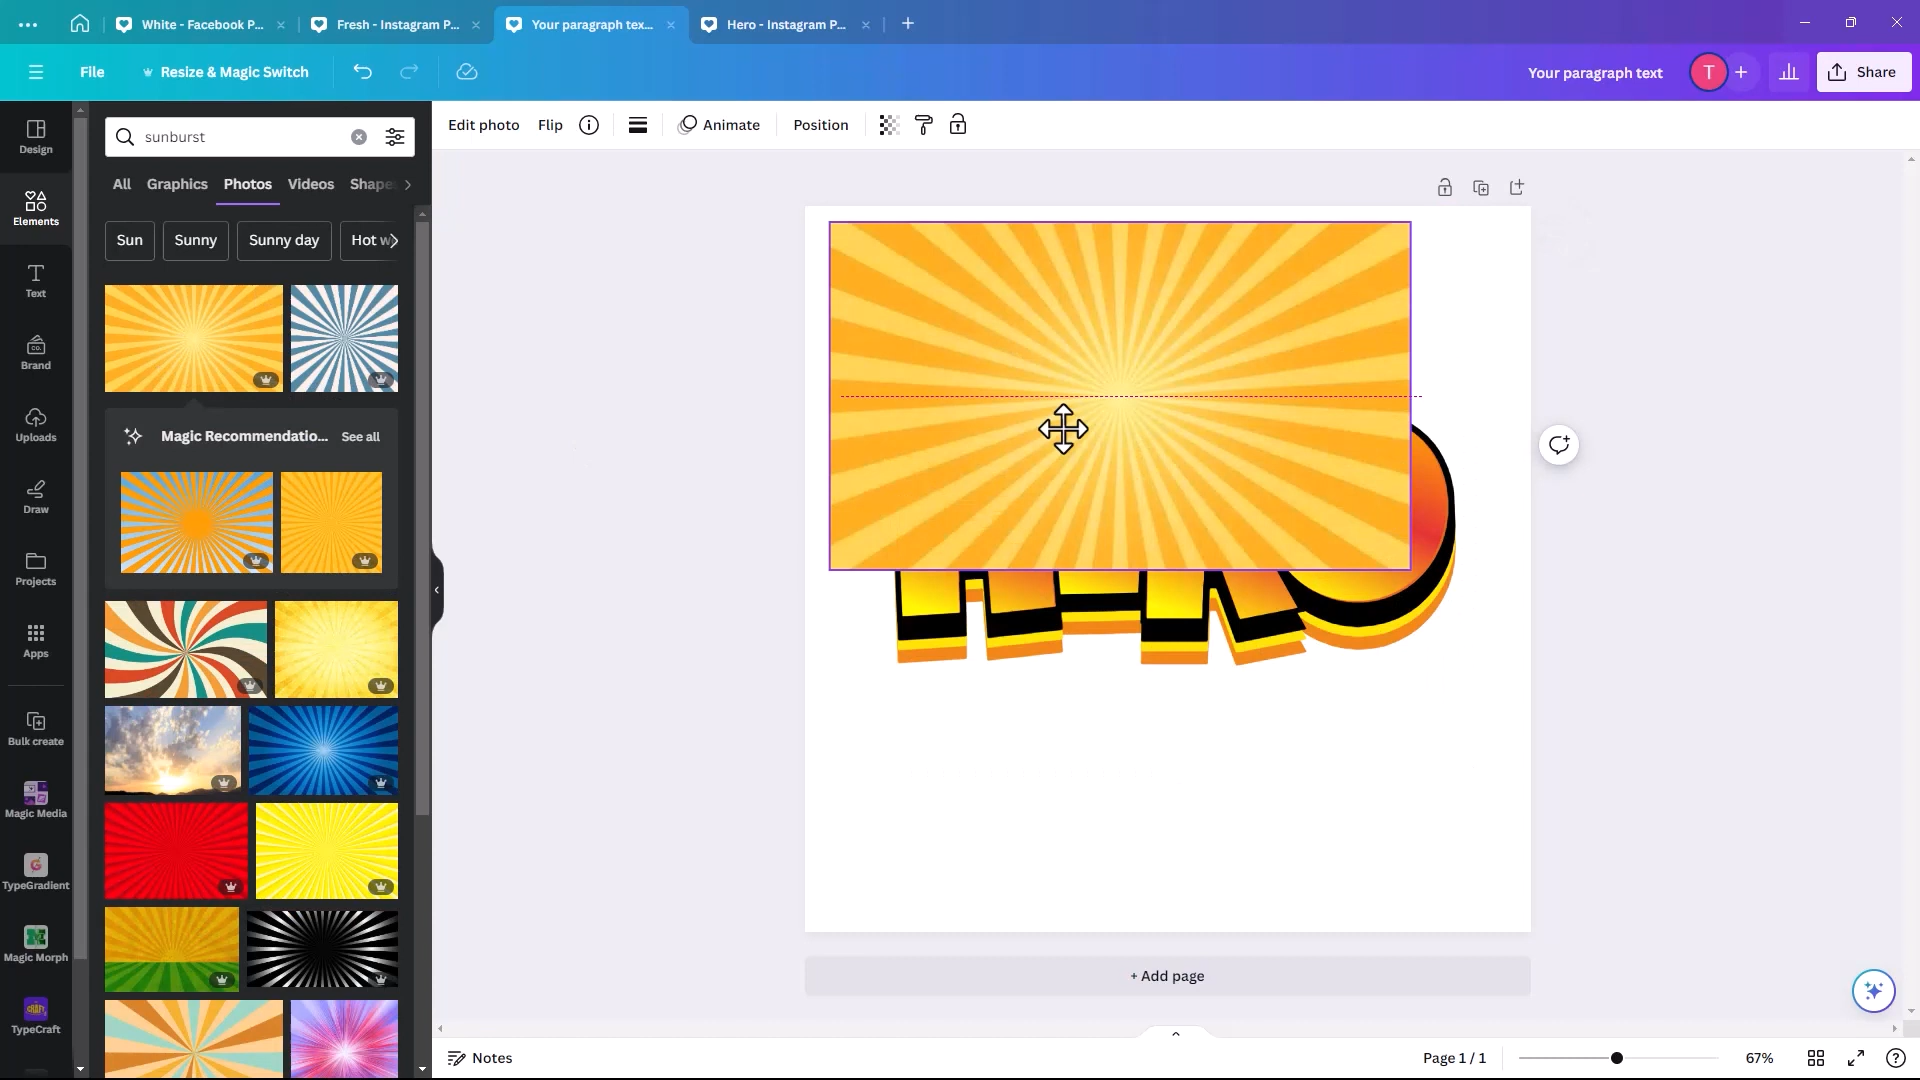 White - Facebook P...
Fresh - Instagram P...
Your paragraph tex...
Hero - Instagram P...
File
Resize & Magic Switch
Your paragraph text
T
Share
Design
Elements
Text
Brand
Uploads
Draw
Projects
Apps
Bulk create
Magic Media
TypeGradient
Magic Morph
TypeCraft
sunburst
All
Graphics
Photos
Videos
Shape
Sun
Sunny
Sunny day
Hot w
Magic Recommendatio...
See all
Edit photo
Flip
Animate
Position
+ Add page
Notes
Page 1 / 1
67%